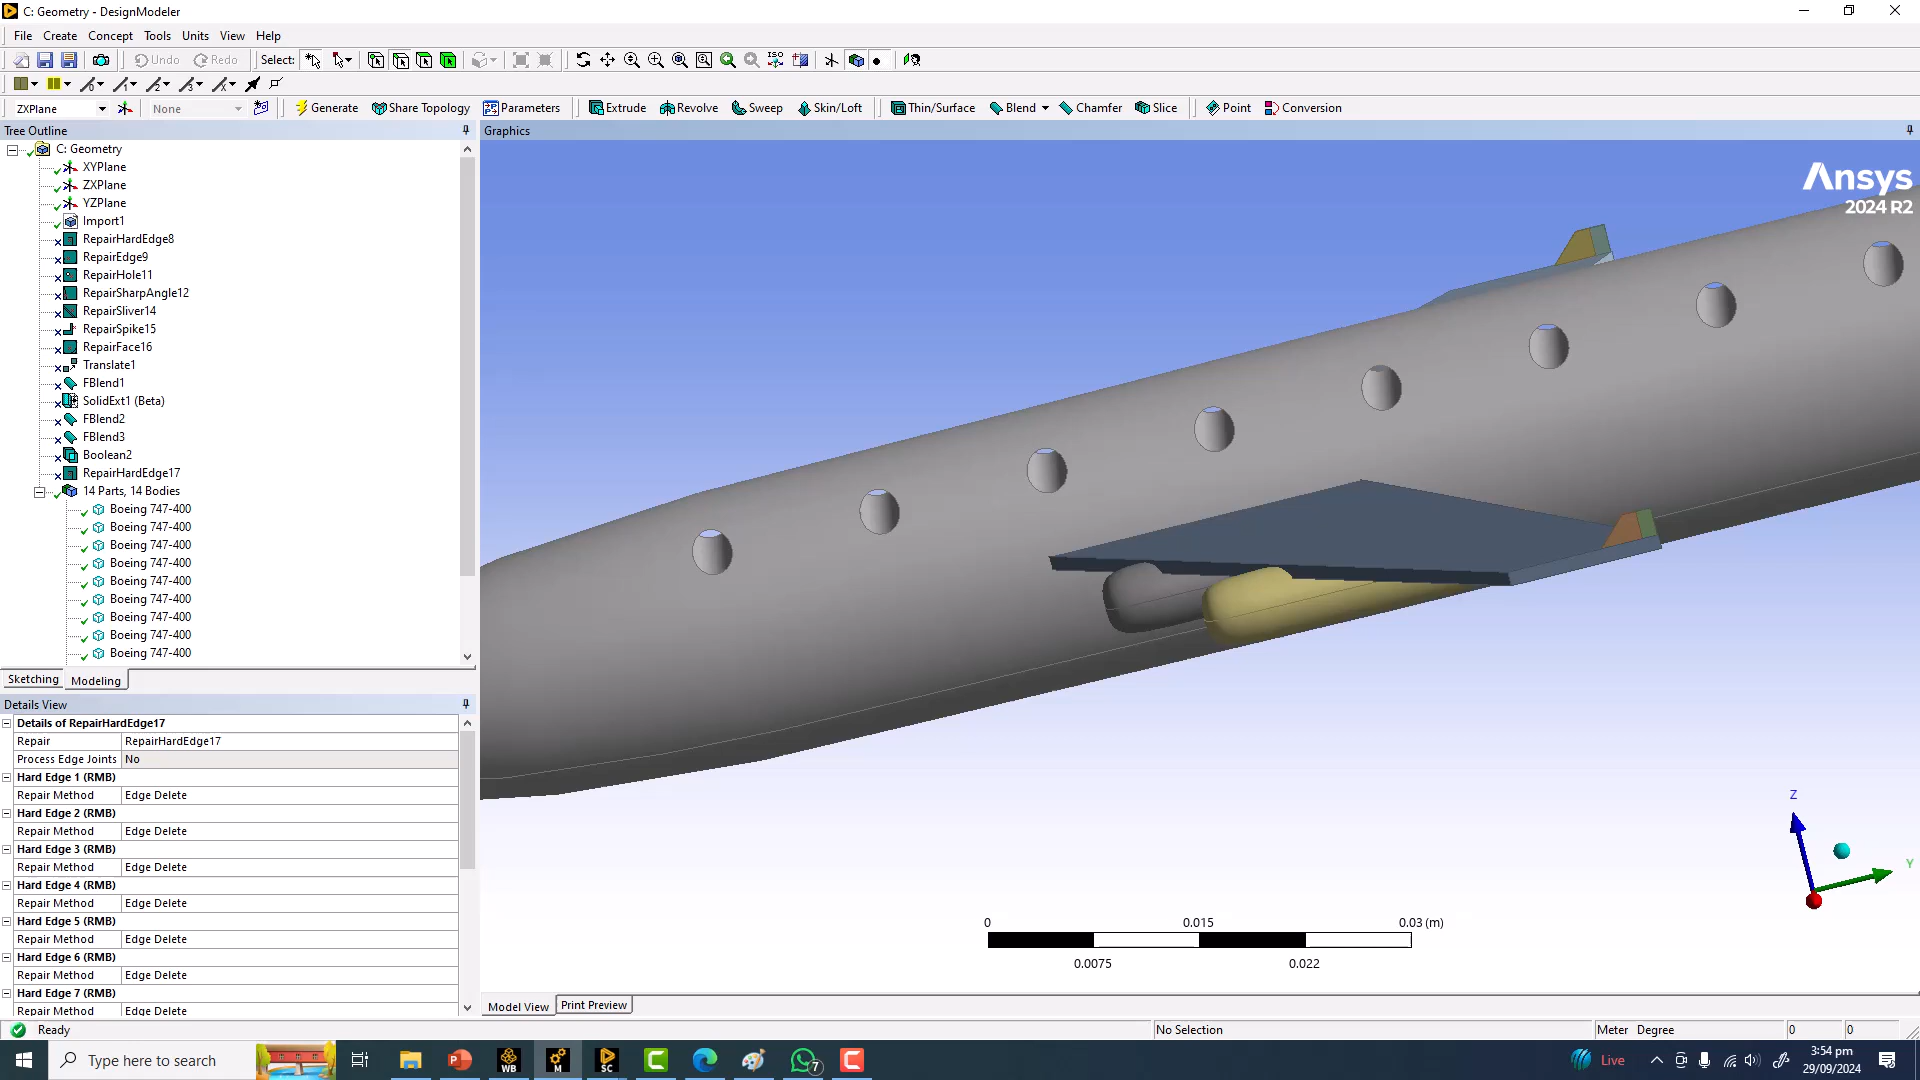 C: Geometry - DesignModeler
File Create Concept Tools Units View Help
Undo Redo Select: ISO
ZXPlane None Generate Share Topology Parameters Extrude Revolve Sweep Skin/Loft Thin/Surface Blend Chamfer Slice Point Conversion
Tree Outline
C: Geometry
XYPlane
ZXPlane
YZPlane
Import1
RepairHardEdge8
RepairEdge9
RepairHole11
RepairSharpAngle12
RepairSliver14
RepairSpike15
RepairFace16
Translate1
FBlend1
SolidExt1 (Beta)
FBlend2
FBlend3
Boolean2
RepairHardEdge17
14 Parts, 14 Bodies
Boeing 747-400
Boeing 747-400
Boeing 747-400
Boeing 747-400
Boeing 747-400
Boeing 747-400
Boeing 747-400
Boeing 747-400
Boeing 747-400
Sketching Modeling
Details View
Details of RepairHardEdge17
Repair RepairHardEdge17
Process Edge Joints No
Hard Edge 1 (RMB)
Repair Method Edge Delete
Hard Edge 2 (RMB)
Repair Method Edge Delete
Hard Edge 3 (RMB)
Repair Method Edge Delete
Hard Edge 4 (RMB)
Repair Method Edge Delete
Hard Edge 5 (RMB)
Repair Method Edge Delete
Hard Edge 6 (RMB)
Repair Method Edge Delete
Hard Edge 7 (RMB)
Repair Method Edge Delete
Graphics
Ansys
2024 R2
Z
Y
0 0.015 0.03 (m)
0.0075 0.022
Model View Print Preview
Ready No Selection Meter Degree 0 0
Type here to search WB M SC 7 Live 3:54 pm
29/09/2024